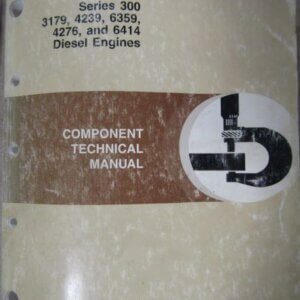 Series 300
3179, 4239, 6359,
4276, and 6414
Diesel Engines
COMPONENT
TECHNICAL
MANUAL